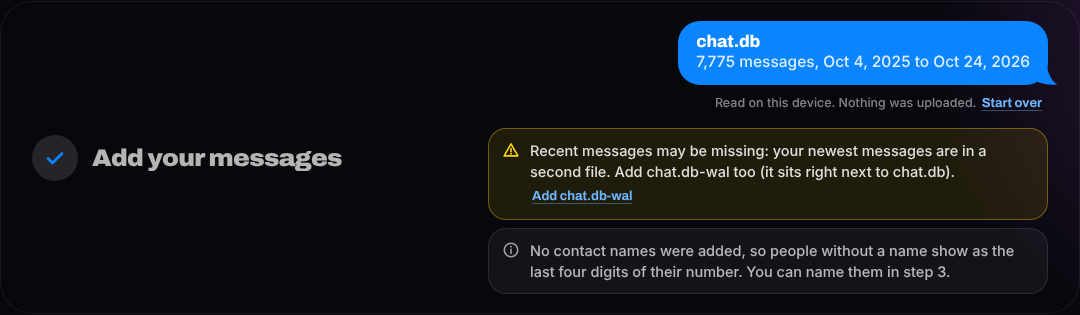 Add your messages
chat.db
7,775 messages, Oct 4, 2025 to Oct 24, 2026
Read on this device. Nothing was uploaded. Start over
Recent messages may be missing: your newest messages are in a
second file. Add chat.db-wal too (it sits right next to chat.db).
Add chat.db-wal
No contact names were added, so people without a name show as the
last four digits of their number. You can name them in step 3.